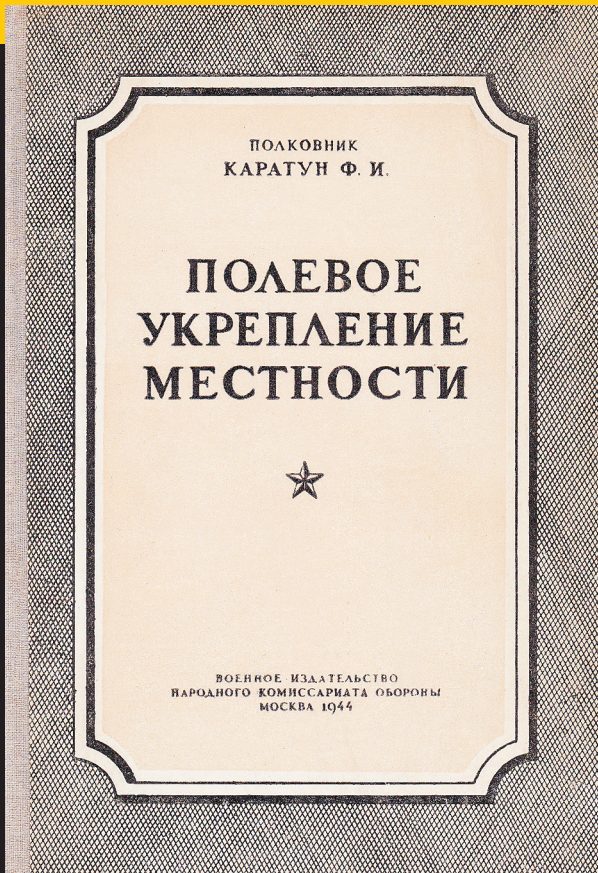 ПОЛКОВНИК
КАРАТУН Ф. И.
ПОЛЕВОЕ
УКРЕПЛЕНИЕ
МЕСТНОСТИ
ВОЕННОЕ ИЗДАТЕЛЬСТВО
НАРОДНОГО КОМИССАРИАТА ОБОРОНЫ
МОСКВА 1944